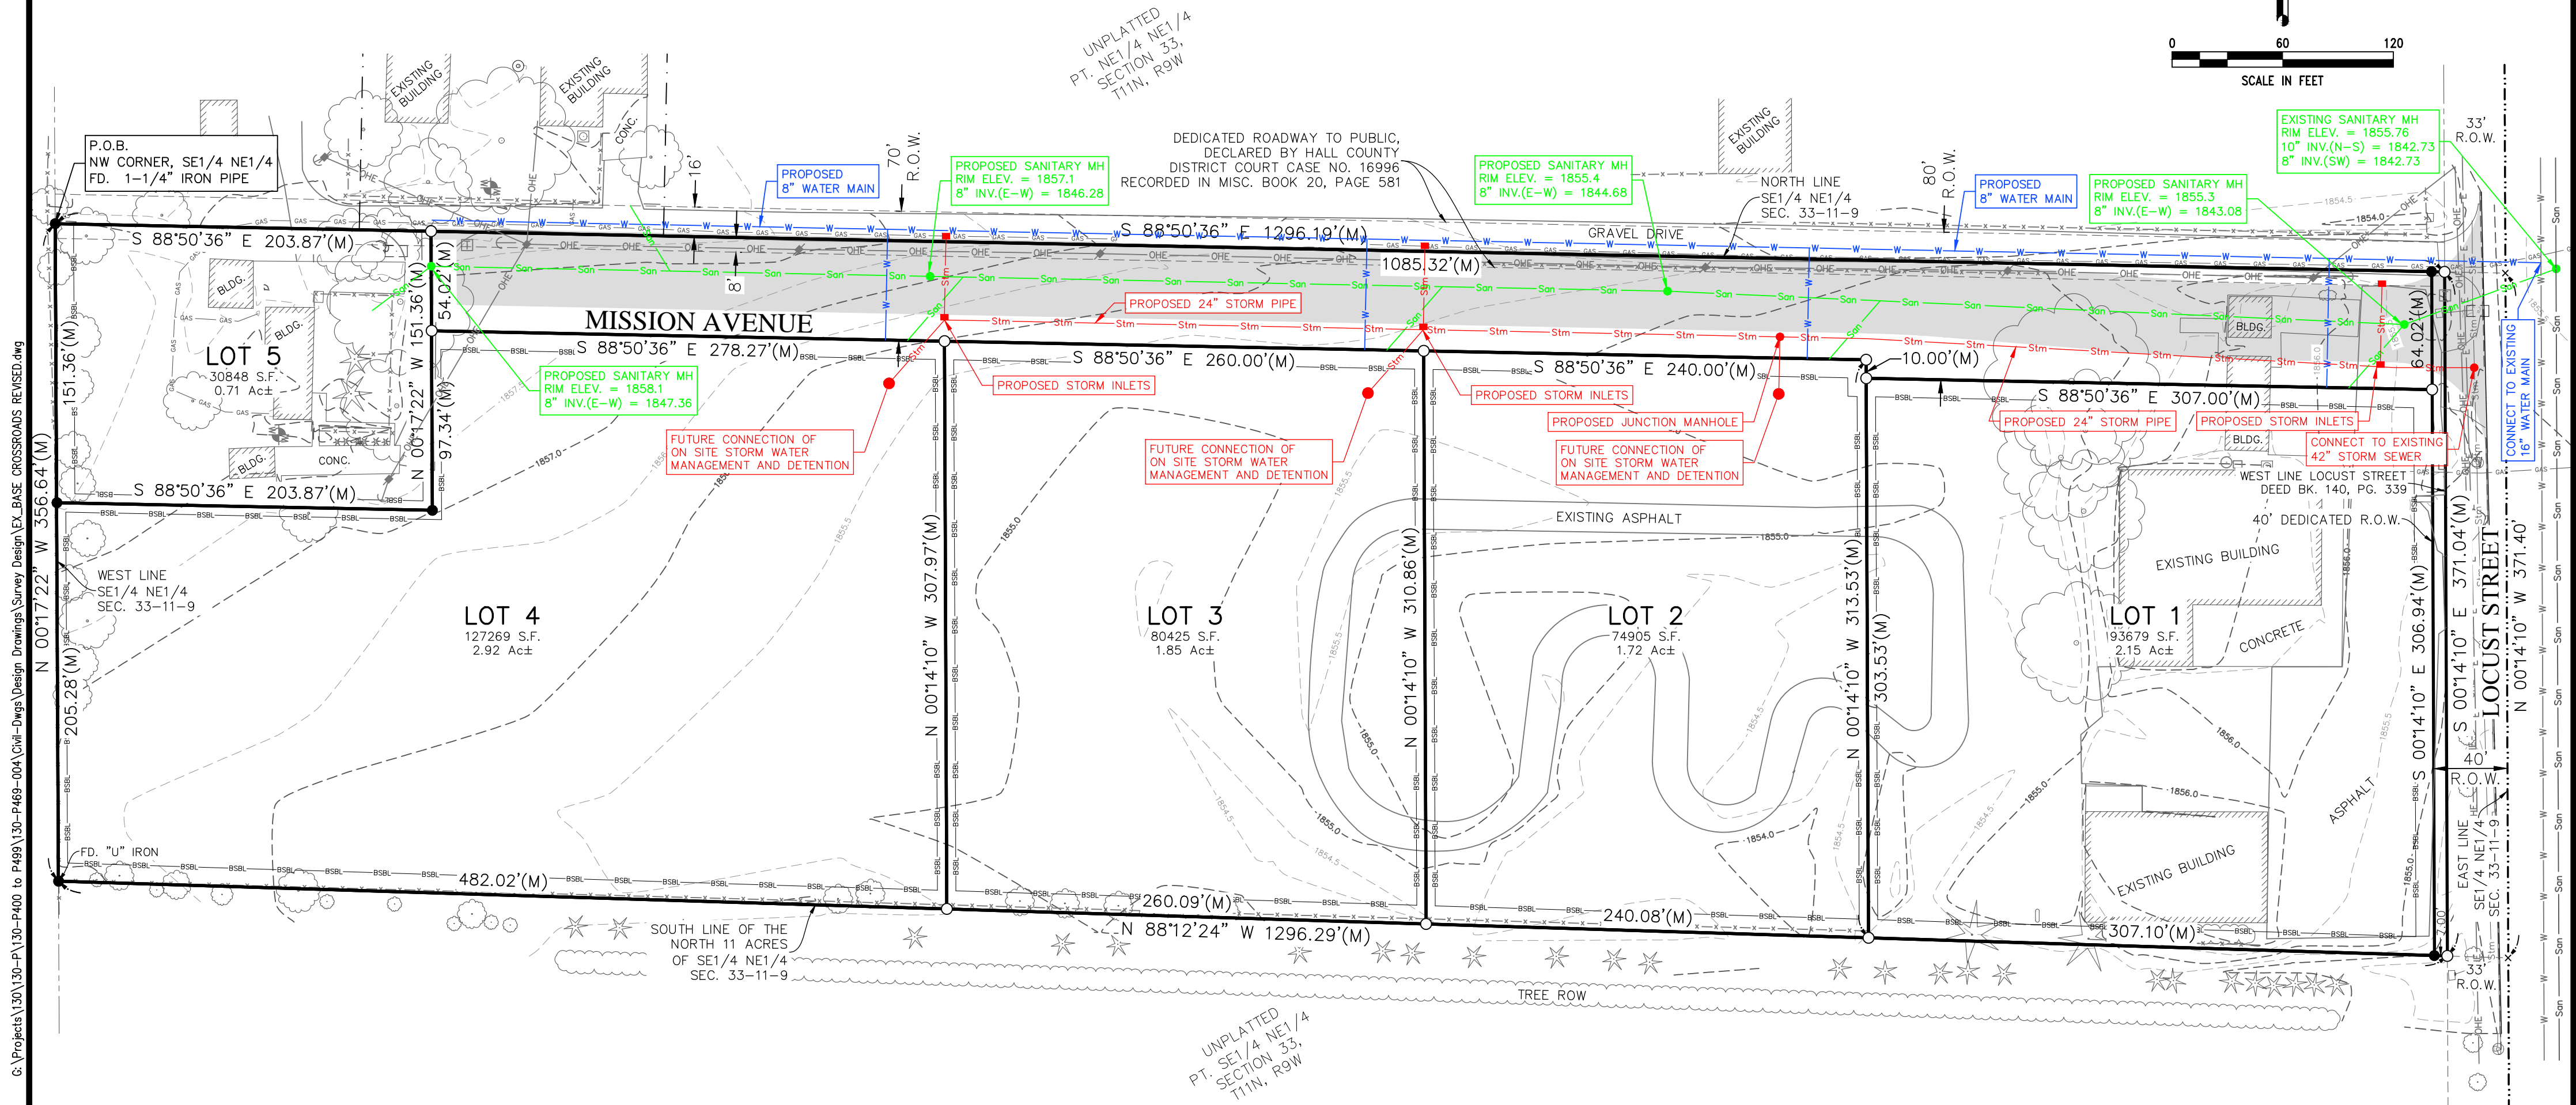 UNPLATTED
PT. NE1/4 NE1/4
SECTION 33,
T11N, R9W
0 60 120
SCALE IN FEET
EXISTING
BUILDING
EXISTING
BUILDING
CONC.
EXISTING
BUILDING
P.O.B.
NW CORNER, SE1/4 NE1/4
FD. 1-1/4" IRON PIPE
16'
PROPOSED
8" WATER MAIN
70'
R.O.W.
PROPOSED SANITARY MH
RIM ELEV. = 1857.1
8" INV.(E-W) = 1846.28
DEDICATED ROADWAY TO PUBLIC,
DECLARED BY HALL COUNTY
DISTRICT COURT CASE NO. 16996
RECORDED IN MISC. BOOK 20, PAGE 581
PROPOSED SANITARY MH
RIM ELEV. = 1855.4
8" INV.(E-W) = 1844.68
NORTH LINE
SE1/4 NE1/4
SEC. 33-11-9
80'
R.O.W.
PROPOSED
8" WATER MAIN
PROPOSED SANITARY MH
RIM ELEV. = 1855.3
8" INV.(E-W) = 1843.08
EXISTING SANITARY MH
RIM ELEV. = 1855.76
10" INV.(N-S) = 1842.73
8" INV.(SW) = 1842.73
33'
R.O.W.
S 88°50'36" E 203.87'(M)
S 88°50'36" E 1296.19'(M)
GRAVEL DRIVE
1085.32'(M)
8'
PROPOSED 24" STORM PIPE
MISSION AVENUE
S 88°50'36" E 278.27'(M)
S 88°50'36" E 260.00'(M)
S 88°50'36" E 240.00'(M)
10.00'(M)
S 88°50'36" E 307.00'(M)
64.02'(M)
54.02'(M)
N 00°17'22" W 151.36'(M)
97.34'(M)
151.36'(M)
BLDG.
BLDG.
BLDG.
CONC.
LOT 5
30848 S.F.
0.71 Ac±
PROPOSED SANITARY MH
RIM ELEV. = 1858.1
8" INV.(E-W) = 1847.36
PROPOSED STORM INLETS
PROPOSED STORM INLETS
PROPOSED JUNCTION MANHOLE
PROPOSED 24" STORM PIPE
PROPOSED STORM INLETS
CONNECT TO EXISTING
42" STORM SEWER
CONNECT TO EXISTING
16" WATER MAIN
FUTURE CONNECTION OF
ON SITE STORM WATER
MANAGEMENT AND DETENTION
FUTURE CONNECTION OF
ON SITE STORM WATER
MANAGEMENT AND DETENTION
FUTURE CONNECTION OF
ON SITE STORM WATER
MANAGEMENT AND DETENTION
BLDG.
BLDG.
WEST LINE LOCUST STREET
DEED BK. 140, PG. 339
40' DEDICATED R.O.W.
S 88°50'36" E 203.87'(M)
N 00°17'22" W 356.64'(M)
205.28'(M)
WEST LINE
SE1/4 NE1/4
SEC. 33-11-9
LOT 4
127269 S.F.
2.92 Ac±
N 00°14'10" W 307.97'(M)
LOT 3
80425 S.F.
1.85 Ac±
N 00°14'10" W 310.86'(M)
EXISTING ASPHALT
LOT 2
74905 S.F.
1.72 Ac±
N 00°14'10" W 313.53'(M)
303.53'(M)
LOT 1
93679 S.F.
2.15 Ac±
EXISTING BUILDING
CONCRETE
EXISTING BUILDING
ASPHALT
S 00°14'10" E 306.94'(M)
S 00°14'10" E 371.04'(M)
LOCUST STREET
N 00°14'10" W 371.40'
40'
R.O.W.
EAST LINE
SE1/4 NE1/4
SEC. 33-11-9
7.00'
33'
R.O.W.
FD. "U" IRON
482.02'(M)
260.09'(M)
240.08'(M)
307.10'(M)
N 88°12'24" W 1296.29'(M)
SOUTH LINE OF THE
NORTH 11 ACRES
OF SE1/4 NE1/4
SEC. 33-11-9
TREE ROW
UNPLATTED
PT. SE1/4 NE1/4
SECTION 33,
T11N, R9W
G:\Projects\130\130-P\130-P400 to P499\130-P469-004\Civil-Dwgs\Design Drawings\Survey Design\EX_BASE CROSSROADS REVISED.dwg